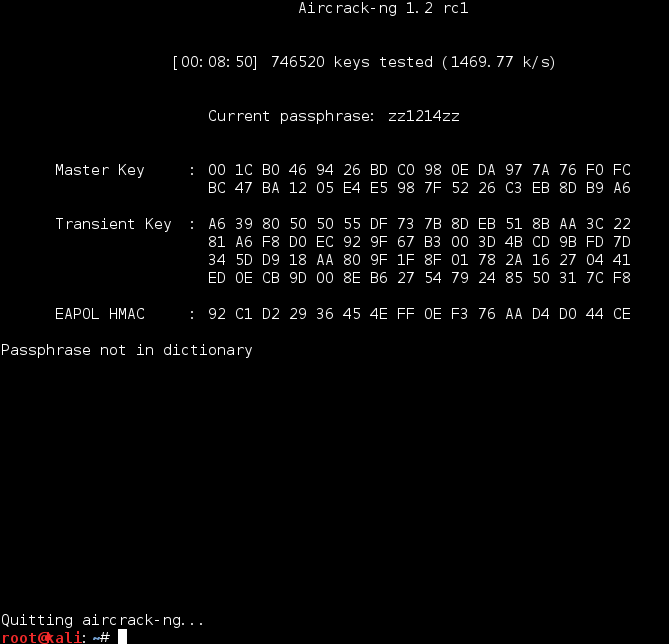 Aircrack-ng 1.2 rc1
[00:08:50] 746520 keys tested (1469.77 k/s)
Current passphrase: zz1214zz
Master Key     : 00 1C B0 46 94 26 BD C0 98 0E DA 97 7A 76 F0 FC
BC 47 BA 12 05 E4 E5 98 7F 52 26 C3 EB 8D B9 A6
Transient Key  : A6 39 80 50 50 55 DF 73 7B 8D EB 51 8B AA 3C 22
81 A6 F8 D0 EC 92 9F 67 B3 00 3D 4B CD 9B FD 7D
34 5D D9 18 AA 80 9F 1F 8F 01 78 2A 16 27 04 41
ED 0E CB 9D 00 8E B6 27 54 79 24 85 50 31 7C F8
EAPOL HMAC     : 92 C1 D2 29 36 45 4E FF 0E F3 76 AA D4 D0 44 CE
Passphrase not in dictionary
Quitting aircrack-ng...
root@kali:~#